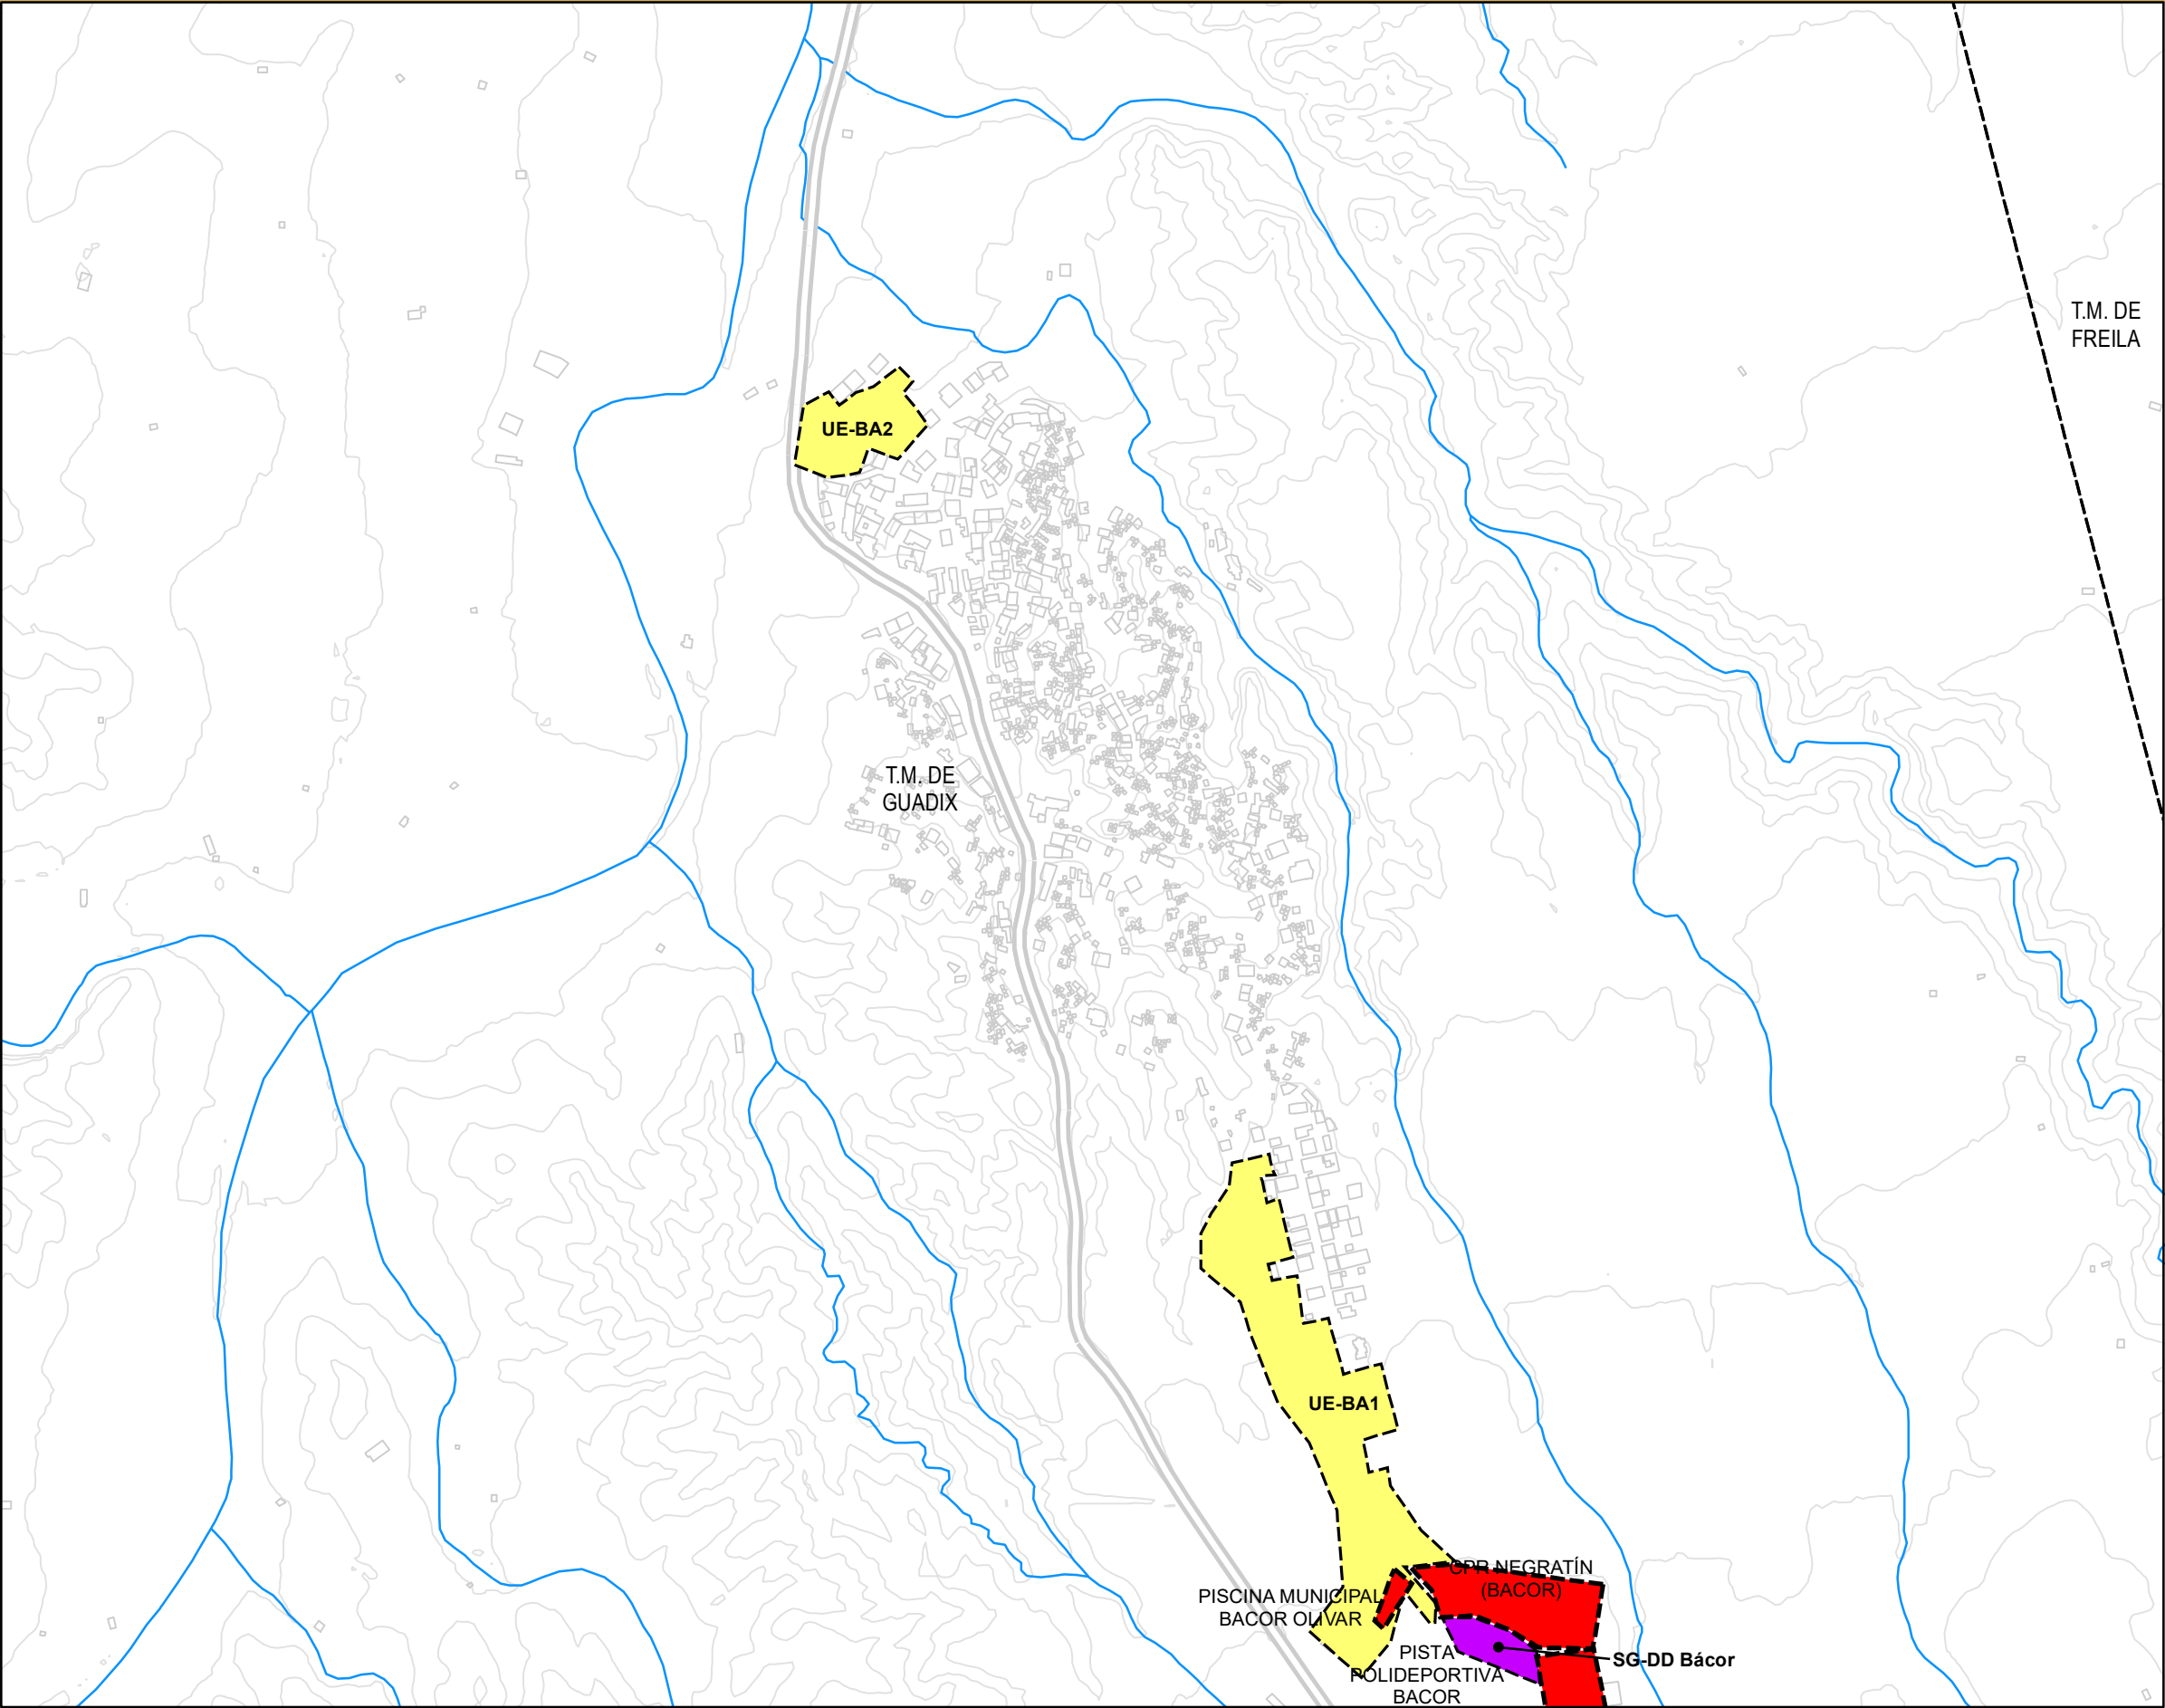 T.M. DE
FREILA
UE-BA2
T.M. DE
GUADIX
UE-BA1
CPR NEGRATÍN
(BACOR)
PISCINA MUNICIPAL
BACOR OLIVAR
PISTA
POLIDEPORTIVA
BACOR
SG-DD Bácor